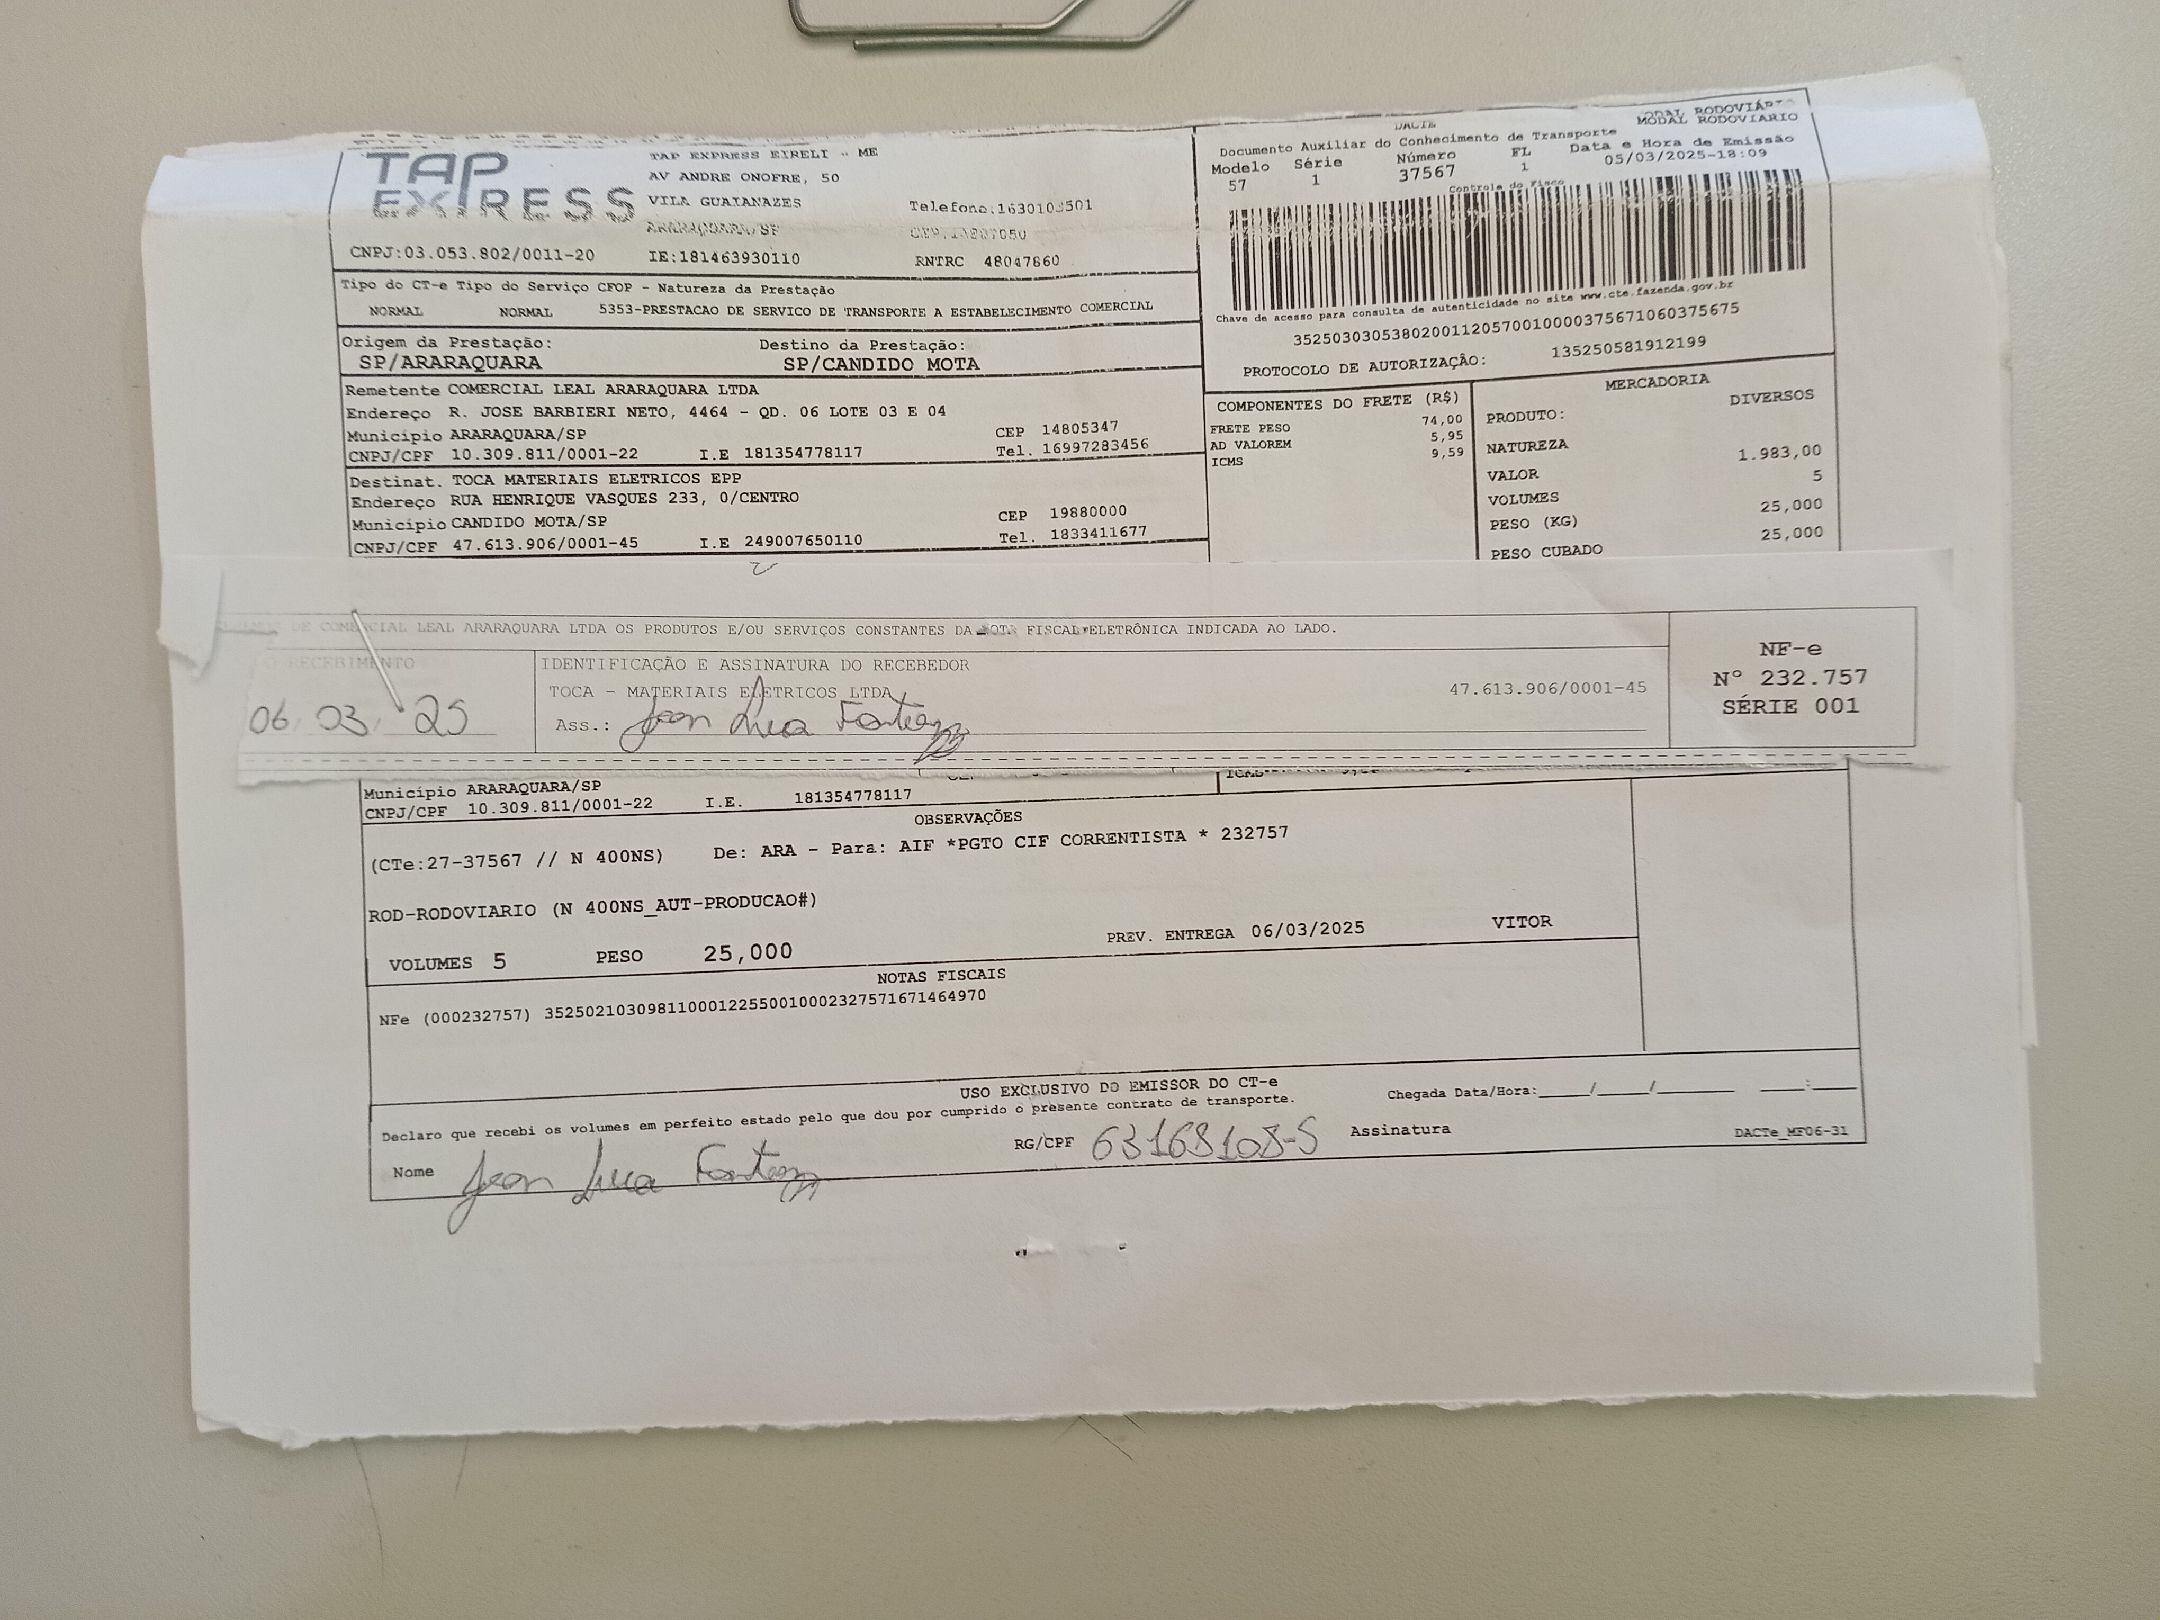 MODAL RODOVIÁRIO
MODAL RODOVIARIO
DACTE
Documento Auxiliar do Conhecimento de Transporte
Modelo Série Número FL Data e Hora de Emissão
57 1 37567 1 05/03/2025-18:09
Controle do Fisco
TAP EXPRESS
TAP EXPRESS EIRELI - ME
AV ANDRE ONOFRE, 50
VILA GUAIANAZES
ARARAQUARA/SP
CNPJ:03.053.802/0011-20 IE:181463930110 RNTRC 48047860
Tipo do CT-e Tipo do Serviço CFOP - Natureza da Prestação
NORMAL NORMAL 5353-PRESTACAO DE SERVICO DE TRANSPORTE A ESTABELECIMENTO COMERCIAL
Chave de acesso para consulta de autenticidade no site www.cte.fazenda.gov.br
35250303053802001120570010000375671060375675
PROTOCOLO DE AUTORIZAÇÃO: 135250581912199
Origem da Prestação: Destino da Prestação:
SP/ARARAQUARA SP/CANDIDO MOTA
Remetente COMERCIAL LEAL ARARAQUARA LTDA
Endereço R. JOSE BARBIERI NETO, 4464 - QD. 06 LOTE 03 E 04
Município ARARAQUARA/SP CEP 14805347
CNPJ/CPF 10.309.811/0001-22 I.E 181354778117 Tel. 16997283456
Destinat. TOCA MATERIAIS ELETRICOS EPP
Endereço RUA HENRIQUE VASQUES 233, 0/CENTRO
Município CANDIDO MOTA/SP CEP 19880000
CNPJ/CPF 47.613.906/0001-45 I.E 249007650110 Tel. 1833411677
COMPONENTES DO FRETE (R$)
FRETE PESO 74,00
AD VALOREM 5,95
ICMS 9,59
MERCADORIA
PRODUTO: DIVERSOS
NATUREZA
VALOR 1.983,00
VOLUMES 5
PESO (KG) 25,000
PESO CUBADO 25,000
DE COMERCIAL LEAL ARARAQUARA LTDA OS PRODUTOS E/OU SERVIÇOS CONSTANTES DA NOTA FISCAL ELETRÔNICA INDICADA AO LADO.
O RECEBIMENTO
06 03 25
IDENTIFICAÇÃO E ASSINATURA DO RECEBEDOR
TOCA - MATERIAIS ELETRICOS LTDA 47.613.906/0001-45
Ass.: Jean Luca
NF-e
Nº 232.757
SÉRIE 001
Município ARARAQUARA/SP
CNPJ/CPF 10.309.811/0001-22 I.E. 181354778117
OBSERVAÇÕES
(CTe:27-37567 // N 400NS) De: ARA - Para: AIF *PGTO CIF CORRENTISTA * 232757
ROD-RODOVIARIO (N 400NS_AUT-PRODUCAO#)
VOLUMES 5 PESO 25,000 PREV. ENTREGA 06/03/2025 VITOR
NOTAS FISCAIS
NFe (000232757) 35250210309811000122550010002327571671464970
USO EXCLUSIVO DO EMISSOR DO CT-e
Declaro que recebi os volumes em perfeito estado pelo que dou por cumprido o presente contrato de transporte.
Chegada Data/Hora:____/____/______ ____:____
Nome Jean Luca RG/CPF 63168108-5 Assinatura
DACTe_MF06-31